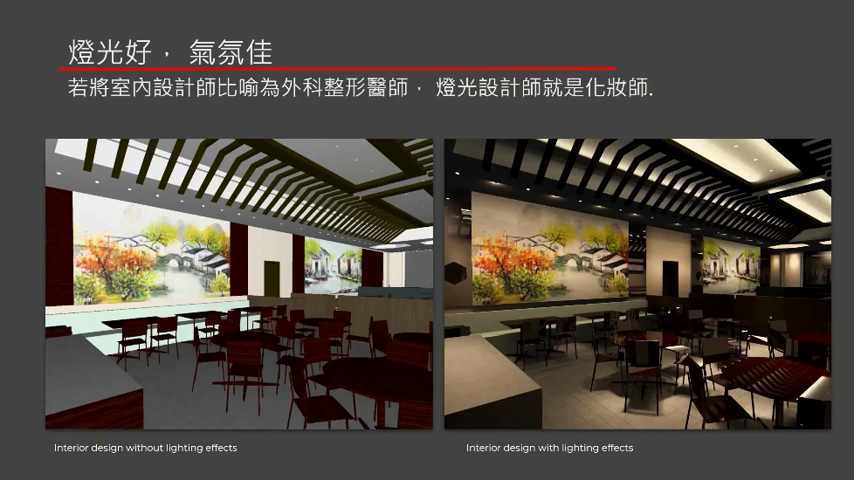 燈光好， 氣氛佳
若將室內設計師比喻為外科整形醫師， 燈光設計師就是化妝師.
Interior design without lighting effects
Interior design with lighting effects